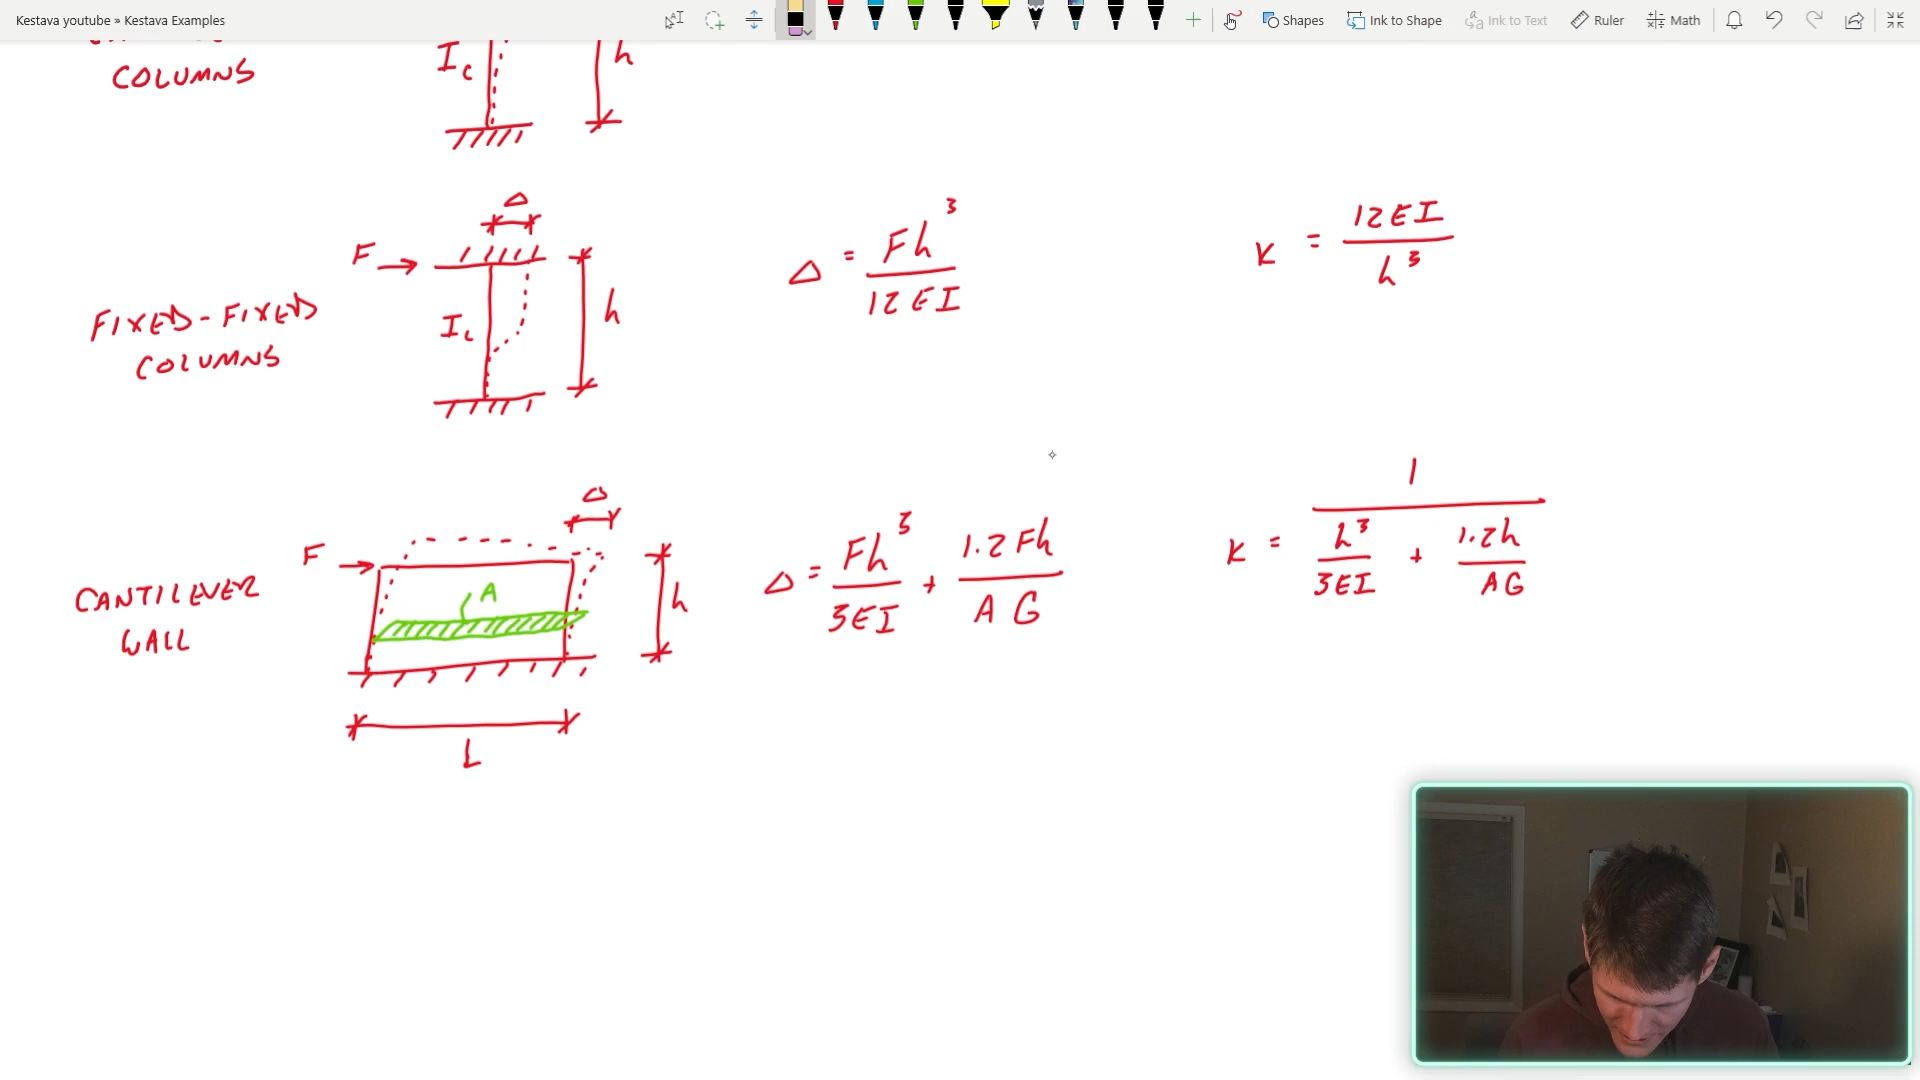 Kestava youtube » Kestava Examples
Shapes
Ink to Shape
Ink to Text
Ruler
Math
COLUMNS
I_c
h
Δ
F
FIXED-FIXED
COLUMNS
I_c
h
Δ = Fh³ / 12EI
K = 12EI / h³
Δ
F
CANTILEVER
WALL
A
h
L
Δ = Fh³ / 3EI + 1.2Fh / AG
K = 1 / (h³ / 3EI + 1.2h / AG)